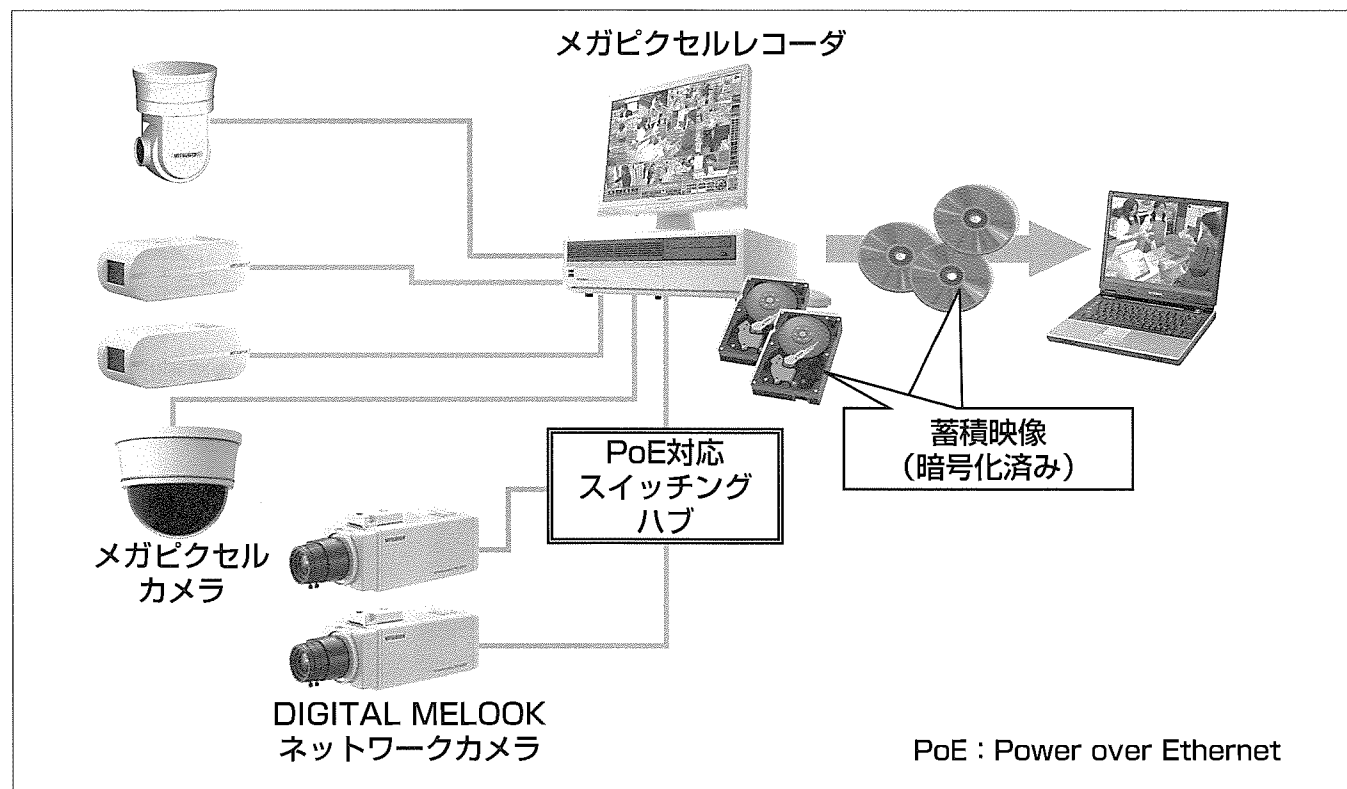 メガピクセルレコーダ
蓄積映像
（暗号化済み）
PoE対応
スイッチング
ハブ
メガピクセル
カメラ
DIGITAL MELOOK
ネットワークカメラ
PoE：Power over Ethernet